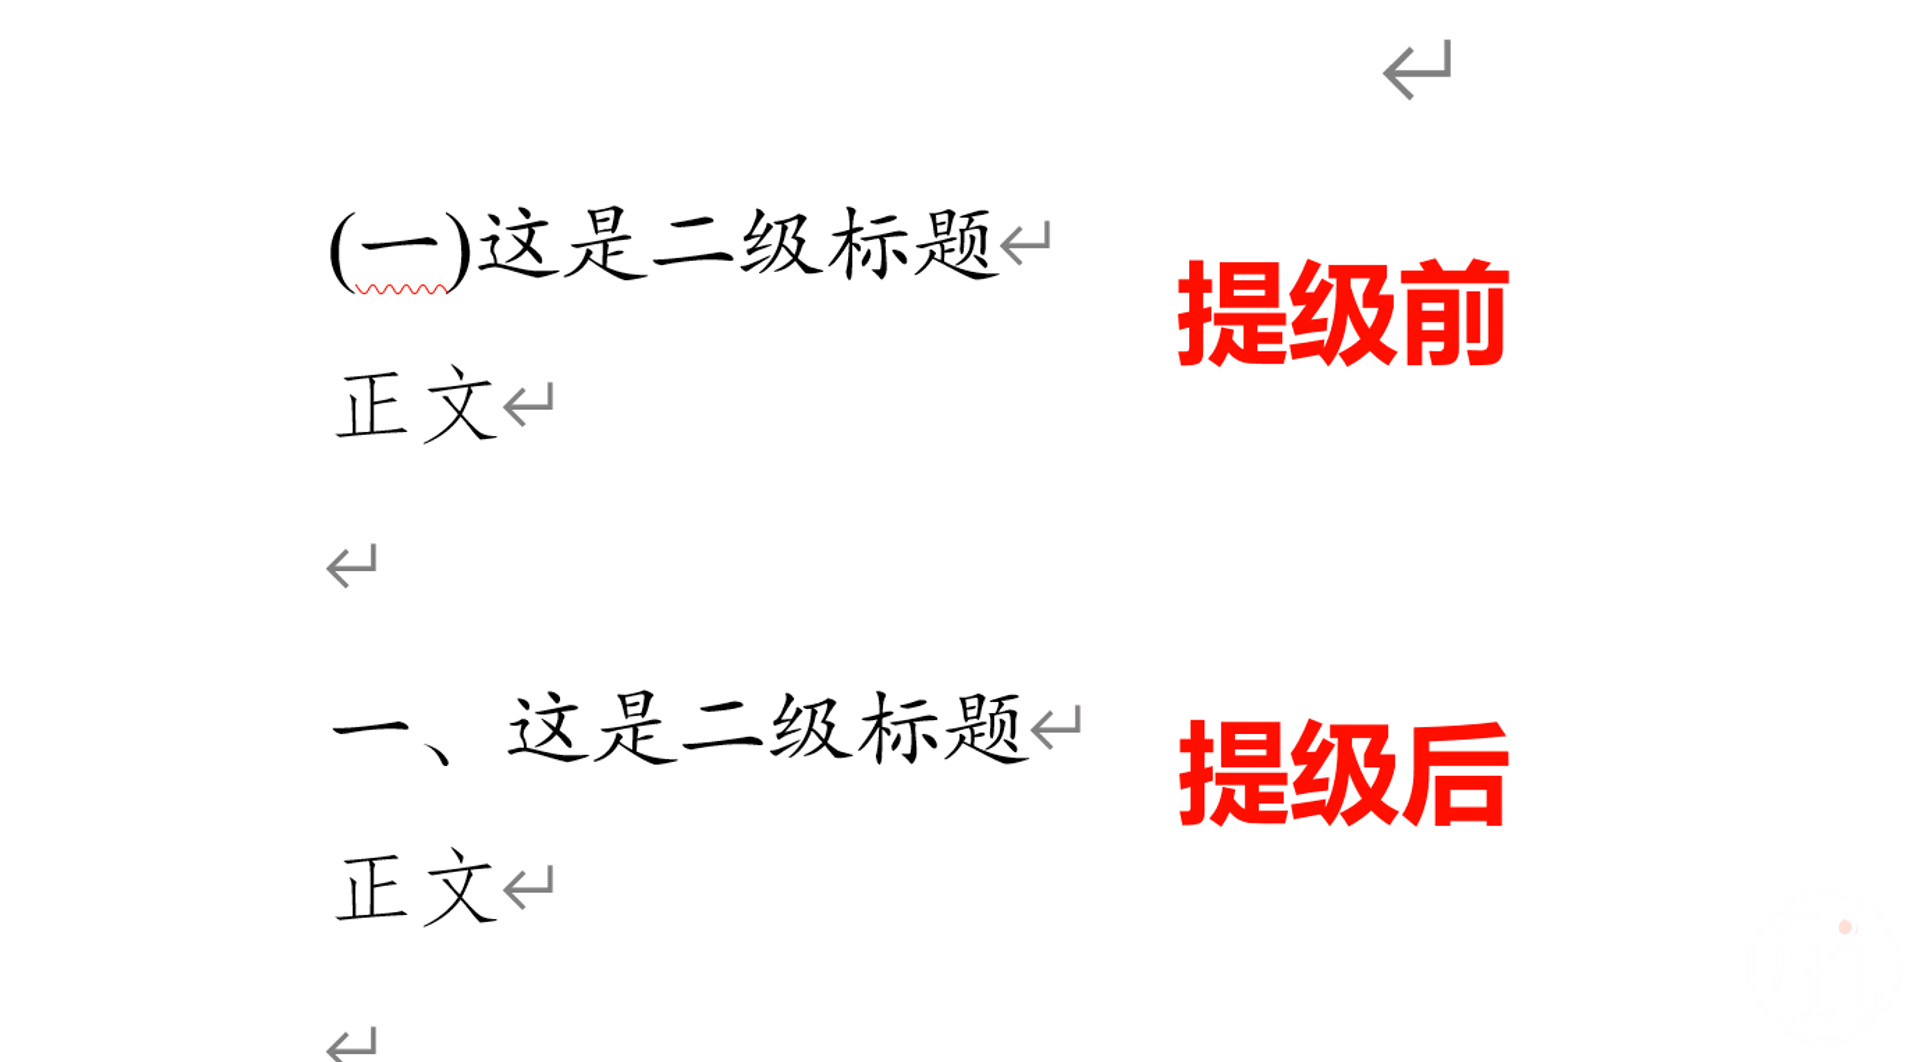 (一)这是二级标题
提级前
正文
一、这是二级标题
提级后
正文